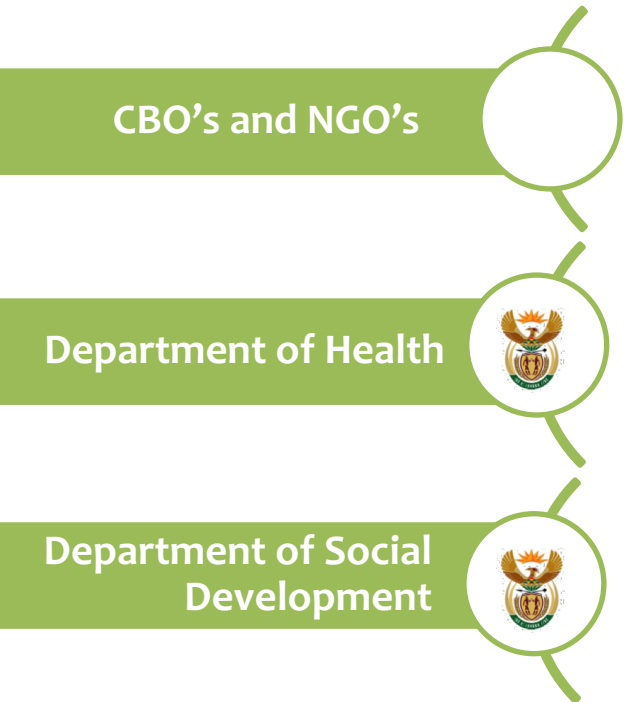 CBO’s and NGO’s
Department of Health
Department of Social
Development